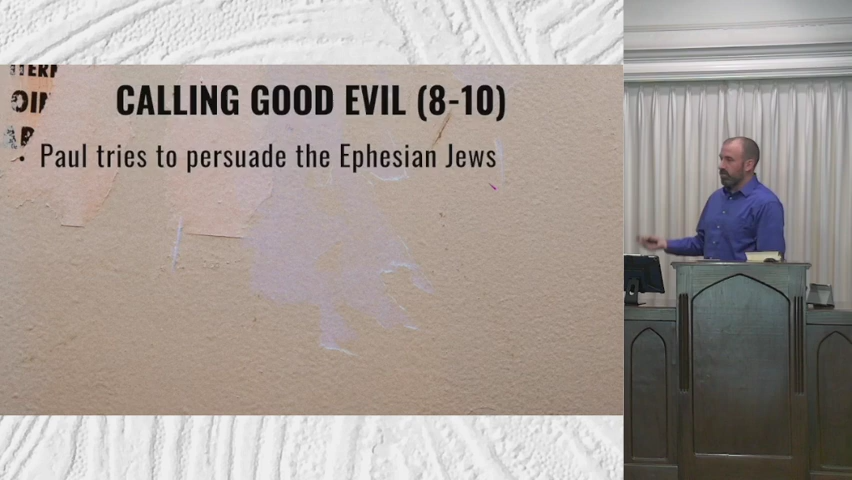 CALLING GOOD EVIL (8-10)
• Paul tries to persuade the Ephesian Jews